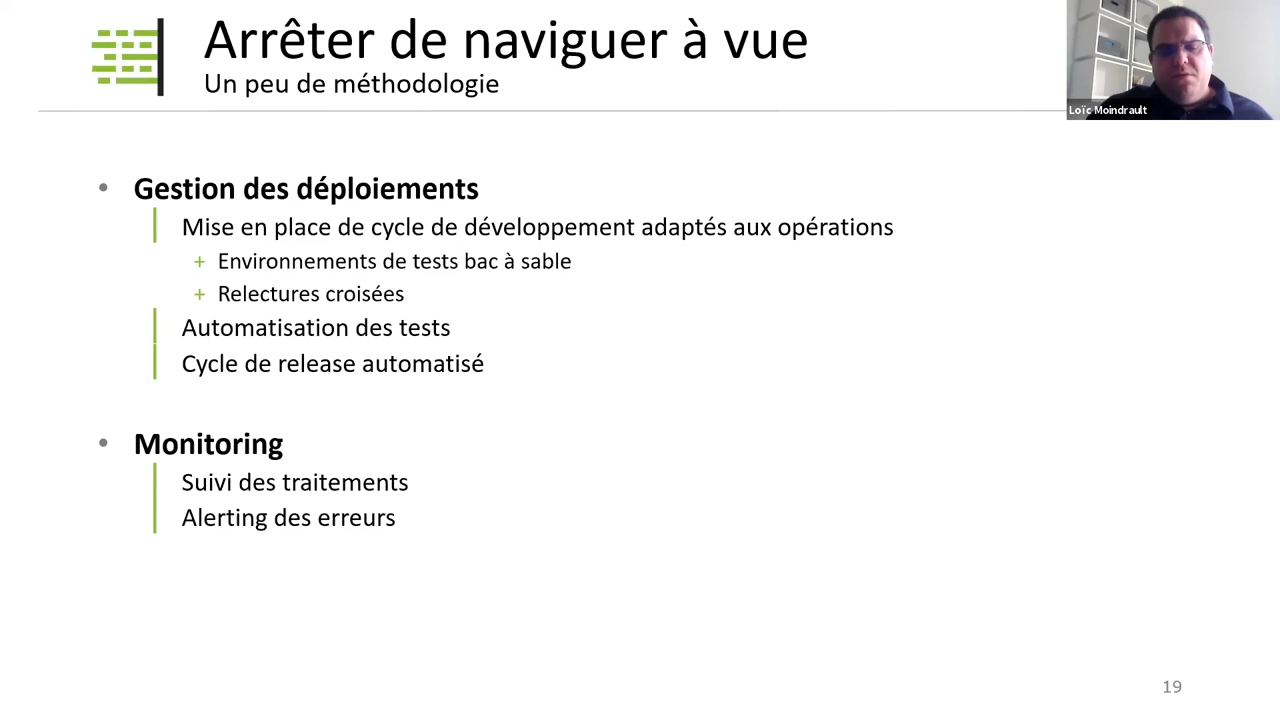 Arrêter de naviguer à vue
Un peu de méthodologie
Loïc Moindrault
• Gestion des déploiements
Mise en place de cycle de développement adaptés aux opérations
+ Environnements de tests bac à sable
+ Relectures croisées
Automatisation des tests
Cycle de release automatisé
• Monitoring
Suivi des traitements
Alerting des erreurs
19